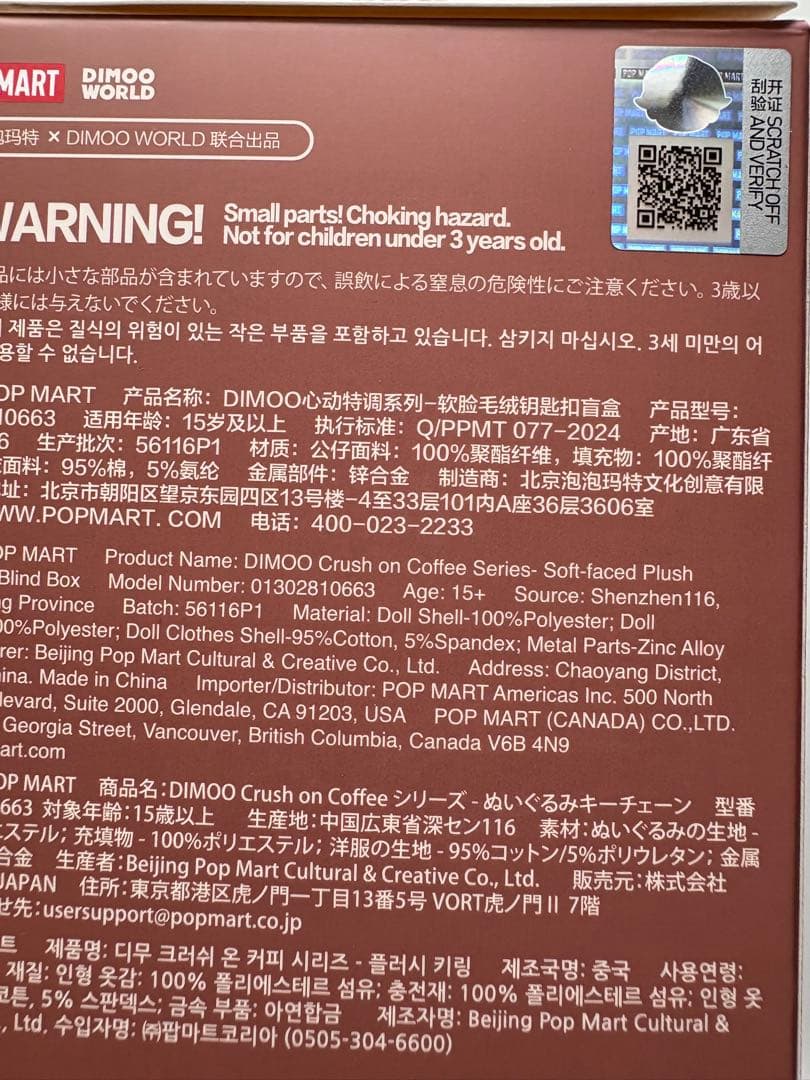 MART DIMOO WORLD
玛特 × DIMOO WORLD 联合出品
开证 SCRATCH OFF
刮验 AND VERIFY
POP MART
WARNING! Small parts! Choking hazard.
Not for children under 3 years old.
品には小さな部品が含まれていますので、誤飲による窒息の危険性にご注意ください。3歳以
様には与えないでください。
제품은 질식의 위험이 있는 작은 부품을 포함하고 있습니다. 삼키지 마십시오. 3세 미만의 어
용할 수 없습니다.
OP MART 产品名称：DIMOO心动特调系列-软脸毛绒钥匙扣盲盒 产品型号：
10663 适用年龄：15岁及以上 执行标准：Q/PPMT 077-2024 产地：广东省
6 生产批次：56116P1 材质：公仔面料：100%聚酯纤维，填充物：100%聚酯纤
面料：95%棉，5%氨纶 金属部件：锌合金 制造商：北京泡泡玛特文化创意有限
址：北京市朝阳区望京东园四区13号楼-4至33层101内A座36层3606室
WW.POPMART.COM 电话：400-023-2233
OP MART Product Name: DIMOO Crush on Coffee Series- Soft-faced Plush
Blind Box Model Number: 01302810663 Age: 15+ Source: Shenzhen116,
ng Province Batch: 56116P1 Material: Doll Shell-100%Polyester; Doll
00%Polyester; Doll Clothes Shell-95%Cotton, 5%Spandex; Metal Parts-Zinc Alloy
rer: Beijing Pop Mart Cultural & Creative Co., Ltd. Address: Chaoyang District,
ina. Made in China Importer/Distributor: POP MART Americas Inc. 500 North
levard, Suite 2000, Glendale, CA 91203, USA POP MART (CANADA) CO.,LTD.
Georgia Street, Vancouver, British Columbia, Canada V6B 4N9
art.com
OP MART 商品名：DIMOO Crush on Coffee シリーズ - ぬいぐるみキーチェーン 型番
663 対象年齢：15歳以上 生産地：中国広東省深セン116 素材：ぬいぐるみの生地 -
エステル；充填物 - 100%ポリエステル；洋服の生地 - 95%コットン/5%ポリウレタン；金属
合金 生産者：Beijing Pop Mart Cultural & Creative Co., Ltd. 販売元：株式会社
JAPAN 住所：東京都港区虎ノ門一丁目13番5号 VORT虎ノ門II 7階
せ先：usersupport@popmart.co.jp
트 제품명: 디무 크러쉬 온 커피 시리즈 - 플러시 키링 제조국명: 중국 사용연령:
재질: 인형 옷감: 100% 폴리에스테르 섬유; 충전재: 100% 폴리에스테르 섬유; 인형 옷
코튼, 5% 스판덱스; 금속 부품: 아연합금 제조자명: Beijing Pop Mart Cultural &
., Ltd, 수입자명: ㈜팝마트코리아 (0505-304-6600)